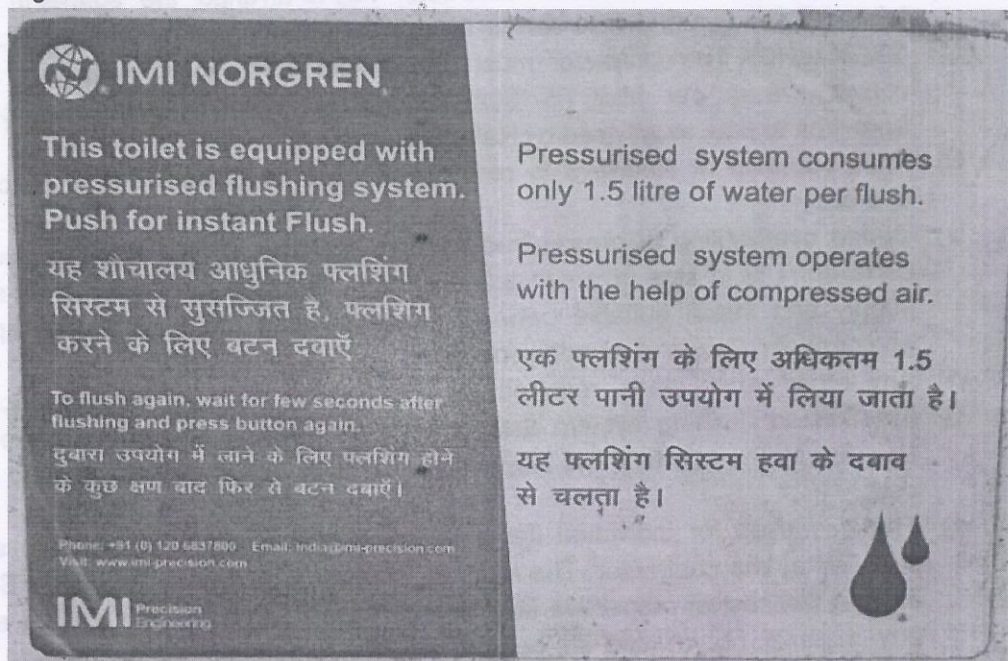 IMI NORGREN
This toilet is equipped with
pressurised flushing system.
Push for instant Flush.
यह शौचालय आधुनिक फ्लशिंग
सिस्टम से सुसज्जित है, फ्लशिंग
करने के लिए बटन दबाएँ
To flush again, wait for few seconds after
flushing and press button again.
दुबारा उपयोग में लाने के लिए फ्लशिंग होने
के कुछ क्षण बाद फिर से बटन दबाएँ।
Phone: +91 (0) 120 6837800 Email: india@imi-precision.com
Visit: www.imi-precision.com
IMI Precision
Engineering
Pressurised system consumes
only 1.5 litre of water per flush.
Pressurised system operates
with the help of compressed air.
एक फ्लशिंग के लिए अधिकतम 1.5
लीटर पानी उपयोग में लिया जाता है।
यह फ्लशिंग सिस्टम हवा के दबाव
से चलता है।